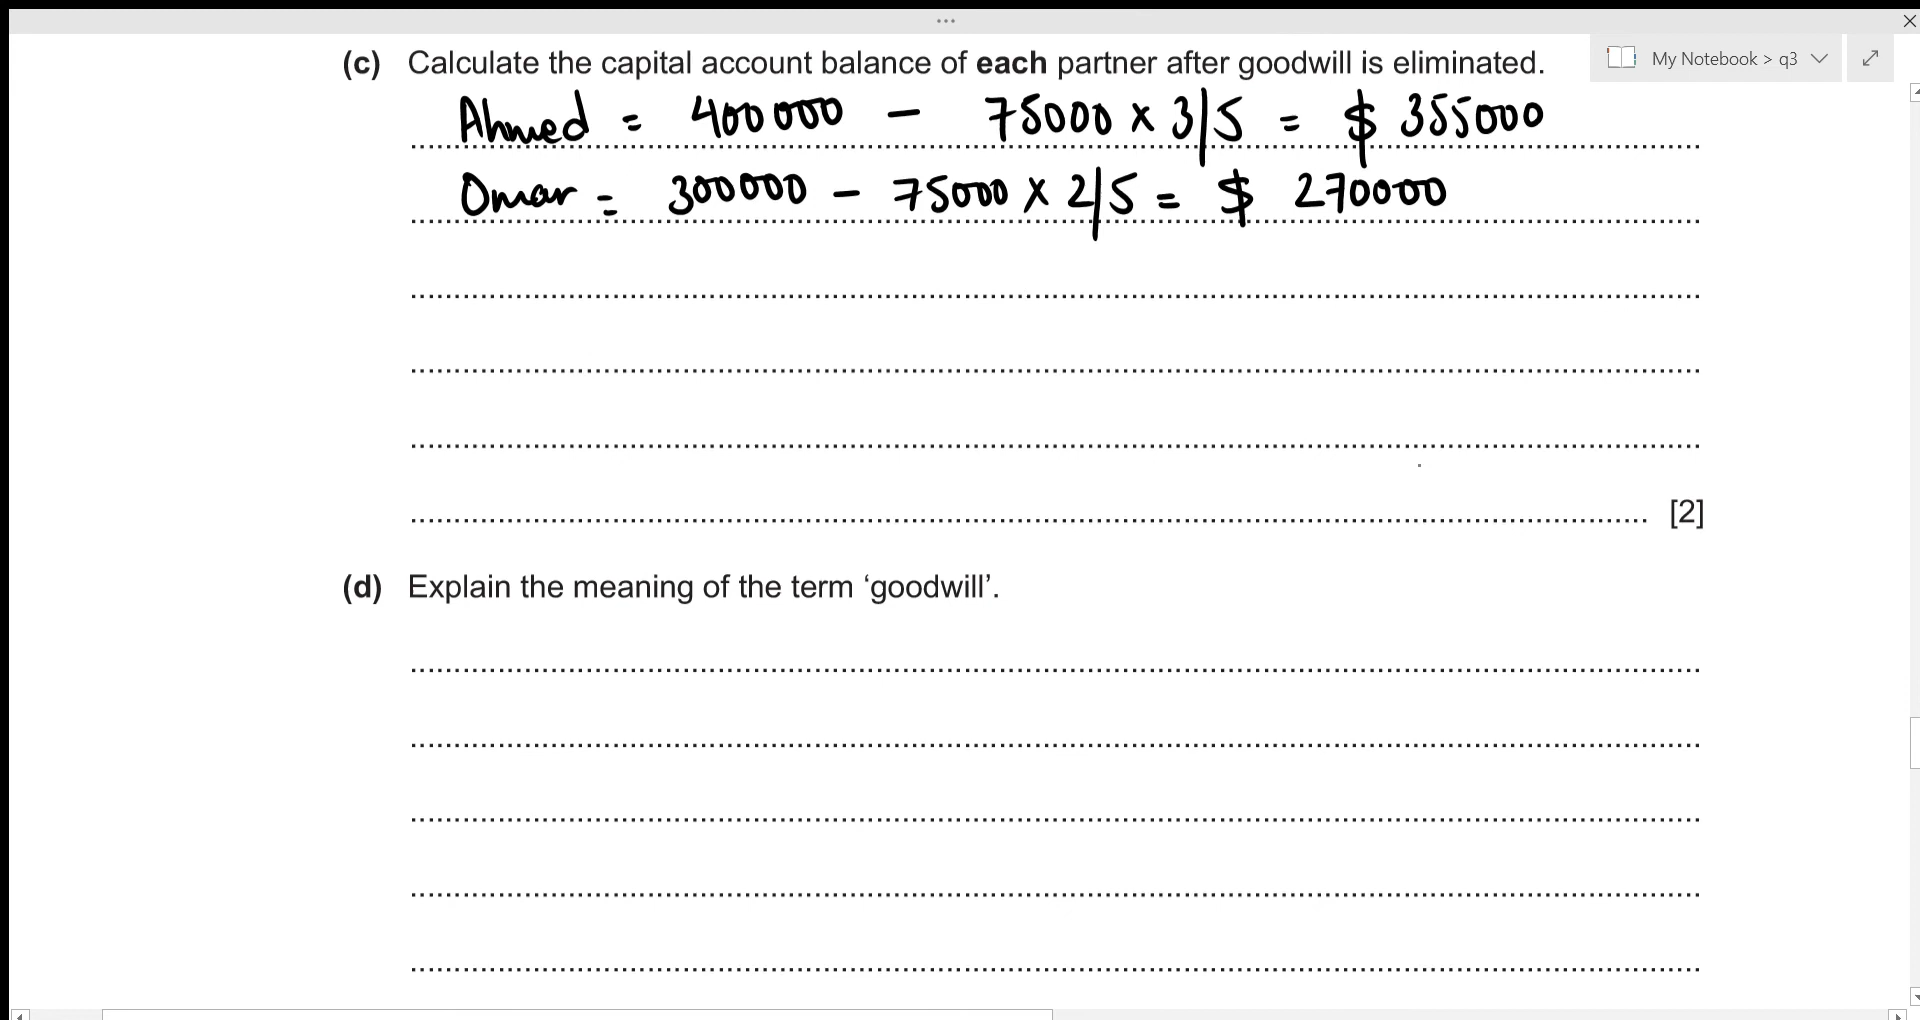 (c) Calculate the capital account balance of each partner after goodwill is eliminated.
My Notebook > q3
Ahmed = 400000 - 75000 x 3/5 = $ 355000
Omar = 300000 - 75000 x 2/5 = $ 270000
[2]
(d) Explain the meaning of the term ‘goodwill’.